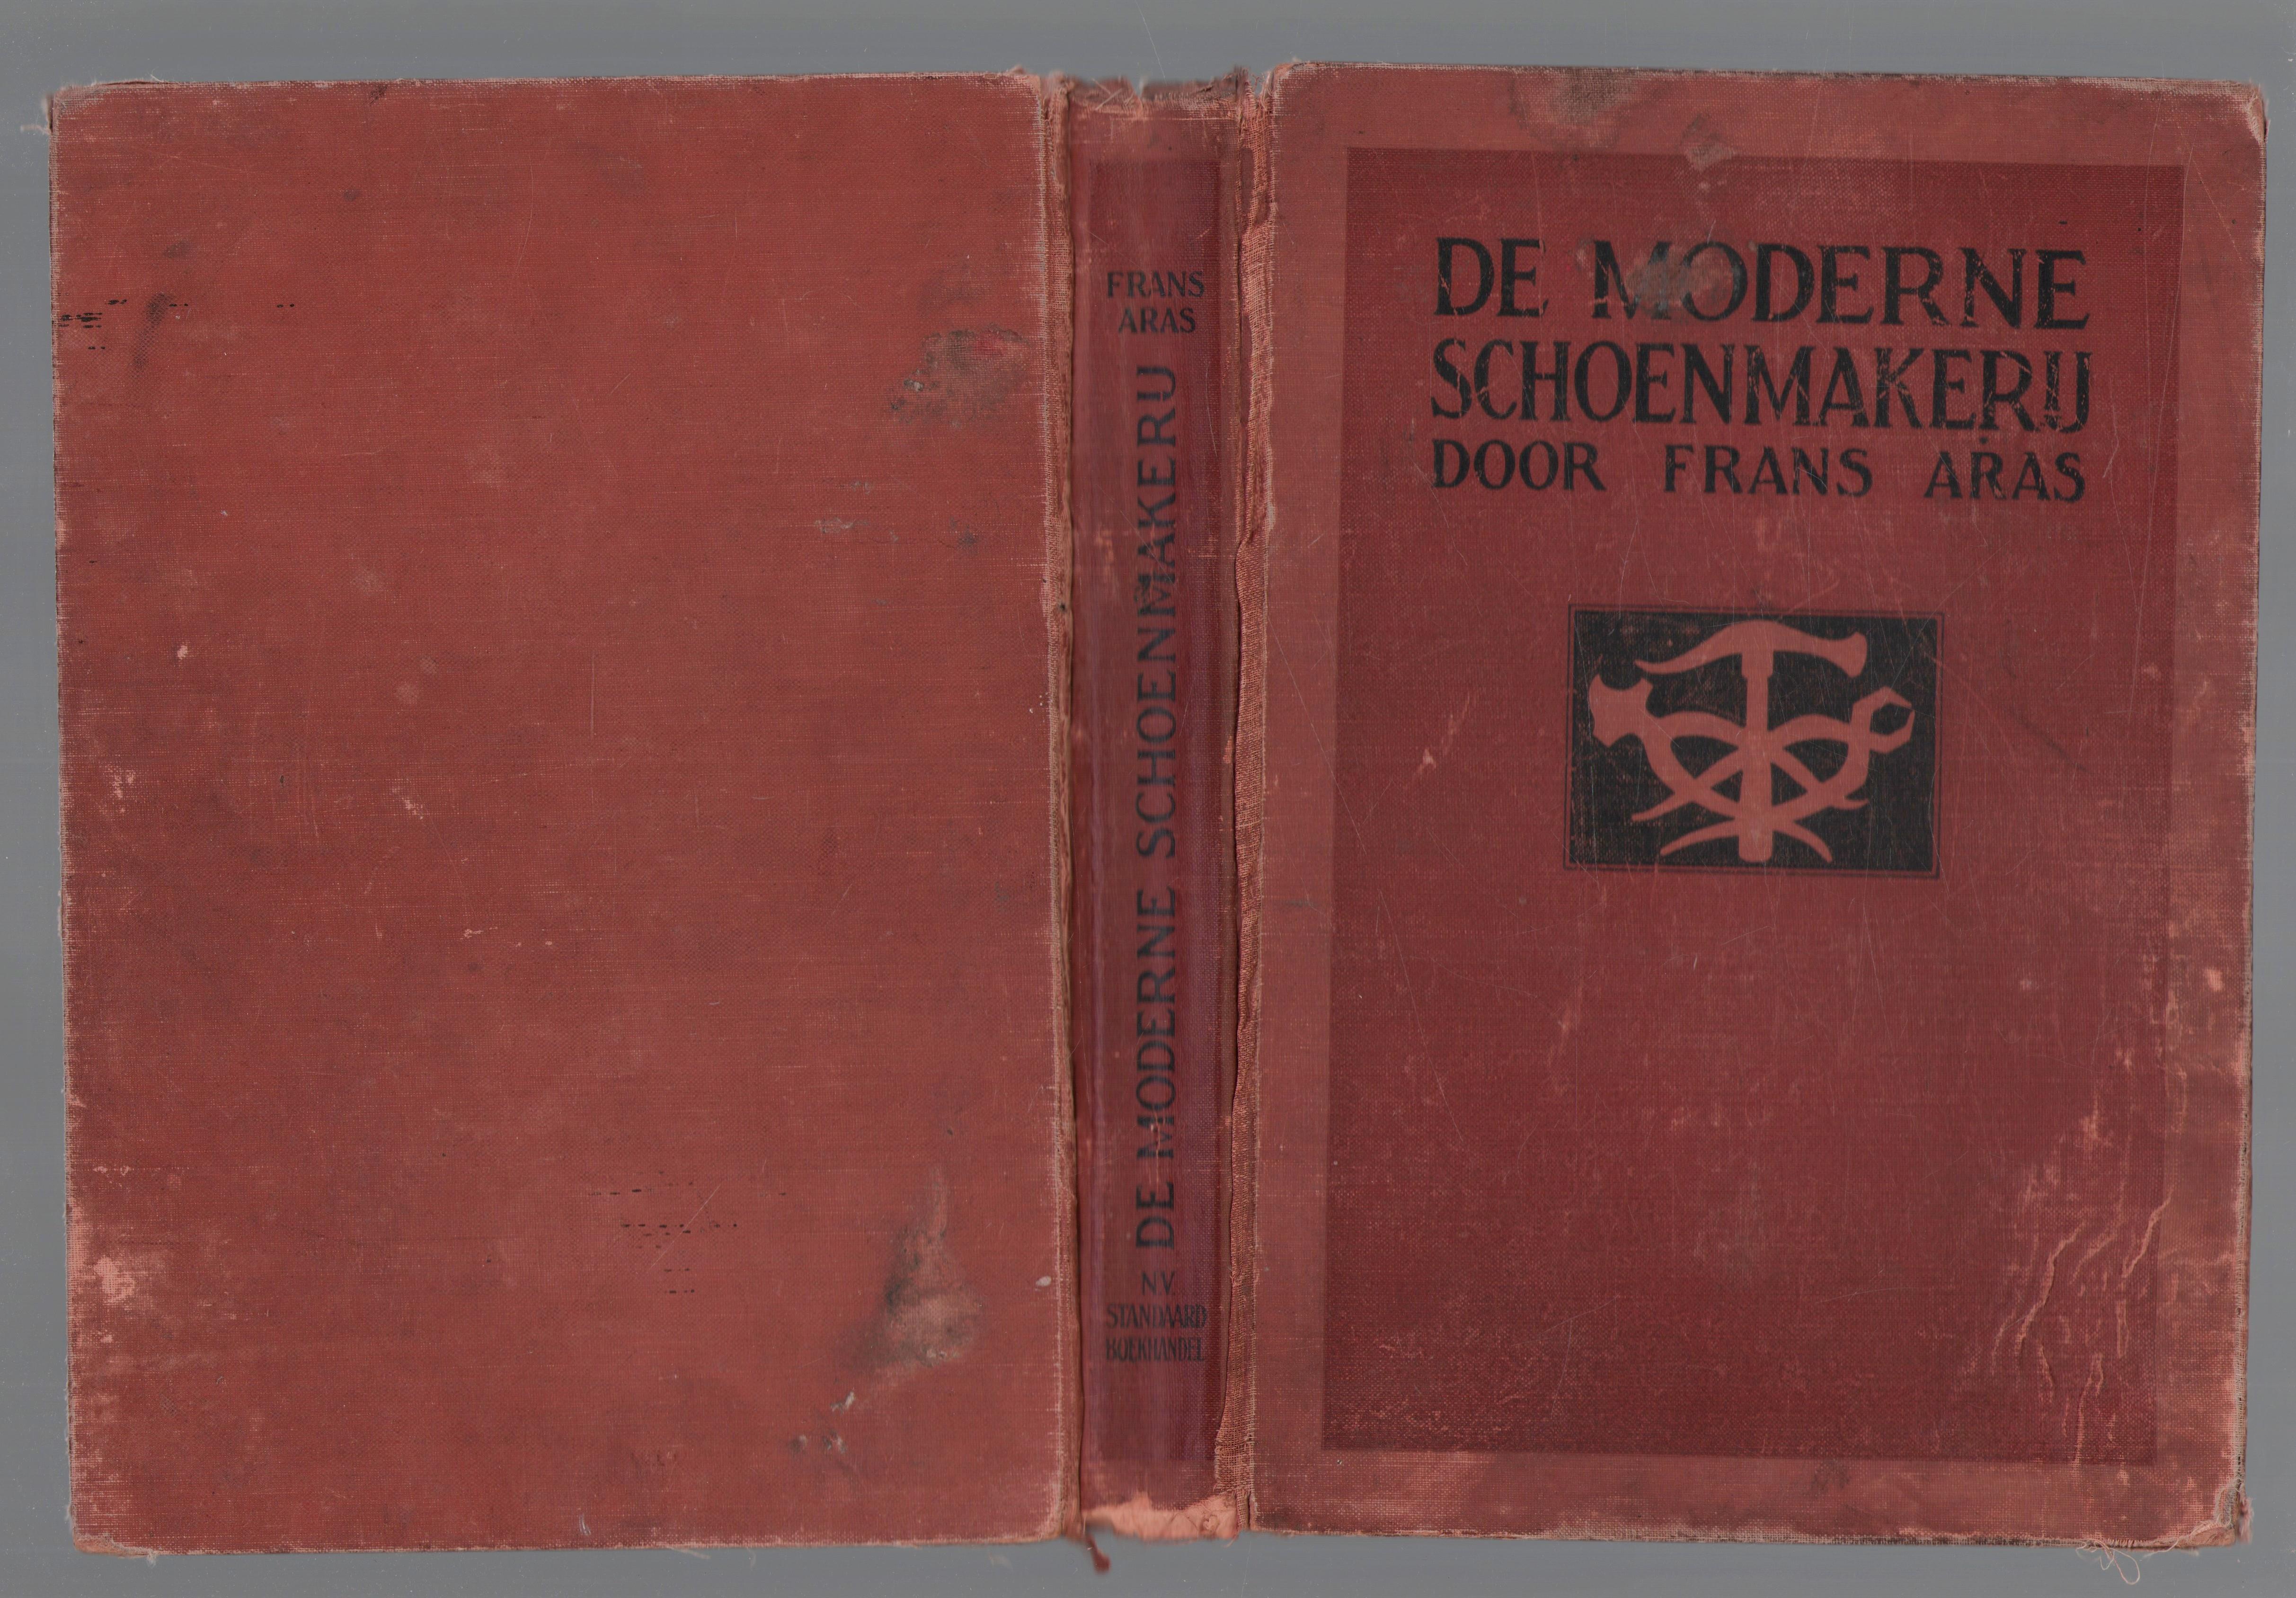 FRANS
ARAS
DE MODERNE SCHOENMAKERIJ
N.V.
STANDAARD
BOEKHANDEL
DE MODERNE
SCHOENMAKERIJ
DOOR FRANS ARAS